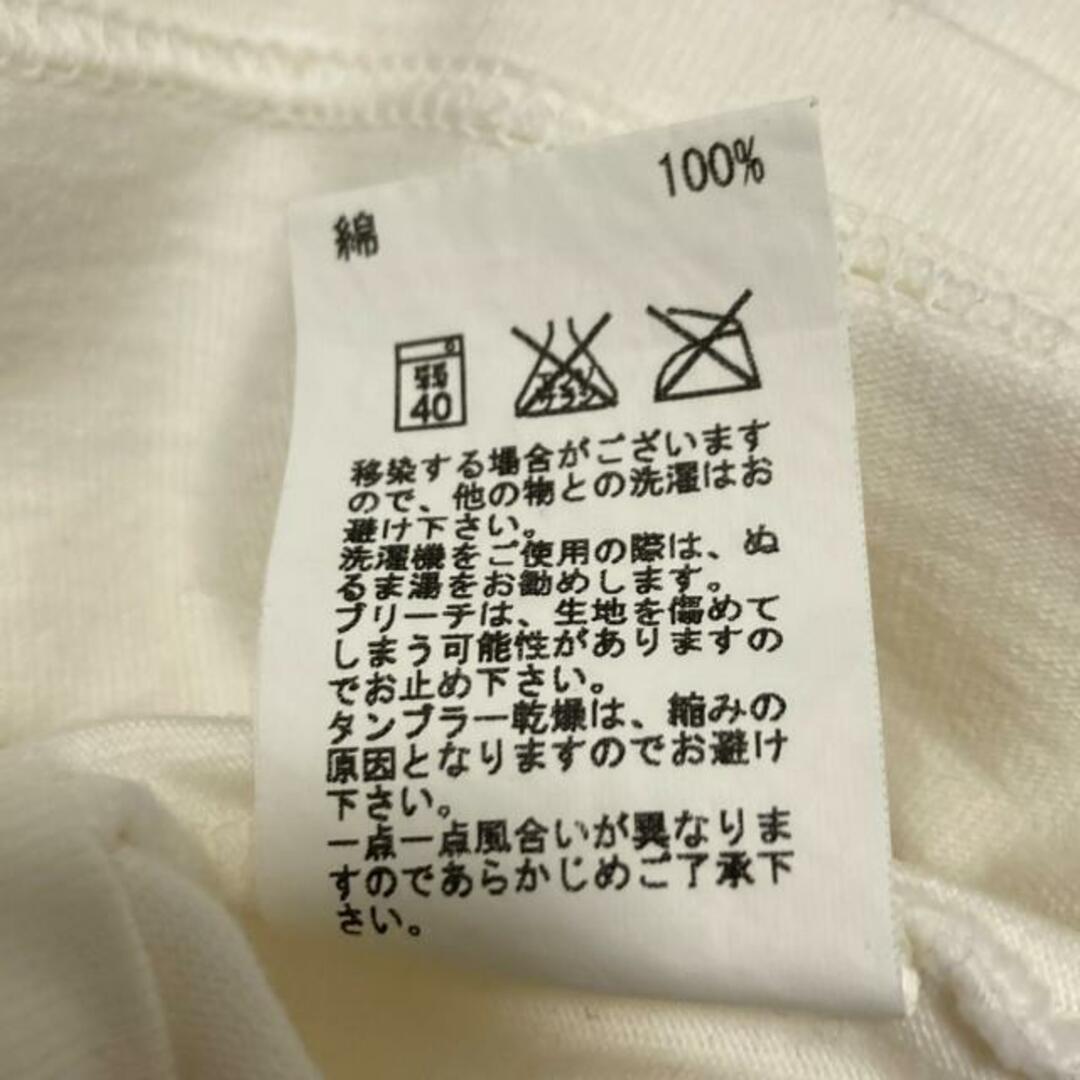 綿 100%
弱
40
エンソ
サラシ
移染する場合がございます
ので、他の物との洗濯はお
避け下さい。
洗濯機をご使用の際は、ぬ
るま湯をお勧めします。
ブリーチは、生地を傷めて
しまう可能性がありますの
でお止め下さい。
タンブラー乾燥は、縮みの
原因となりますのでお避け
下さい。
一点一点風合いが異なりま
すのであらかじめご了承下
さい。